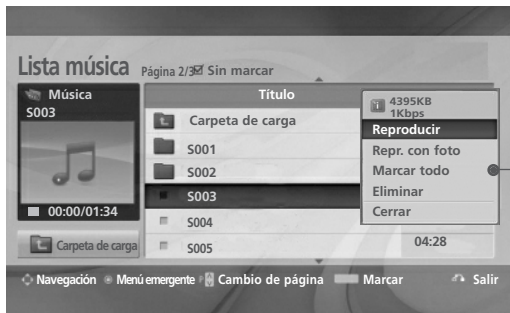 Lista música Página 2/3 Sin marcar
Música
S003
00:00/01:34
Carpeta de carga
Título
Carpeta de carga
S001
S002
S003
S004
S005
04:28
4395KB
1Kbps
Reproducir
Repr. con foto
Marcar todo
Eliminar
Cerrar
Navegación Menú emergente P Cambio de página Marcar Salir